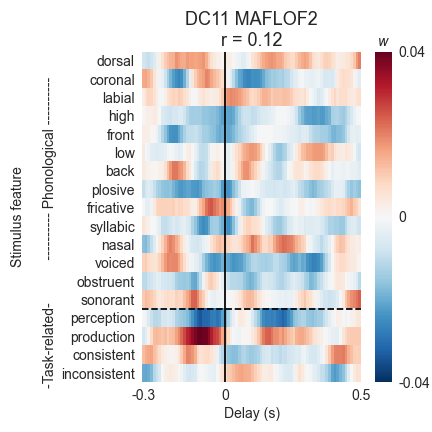 DC11 MAFLOF2
r = 0.12
w
dorsal
coronal
labial
high
front
low
back
plosive
fricative
syllabic
nasal
voiced
obstruent
sonorant
perception
production
consistent
inconsistent
Stimulus feature
---------- Phonological ----------
-Task-related-
-0.3 0 0.5
Delay (s)
0.04
0
-0.04